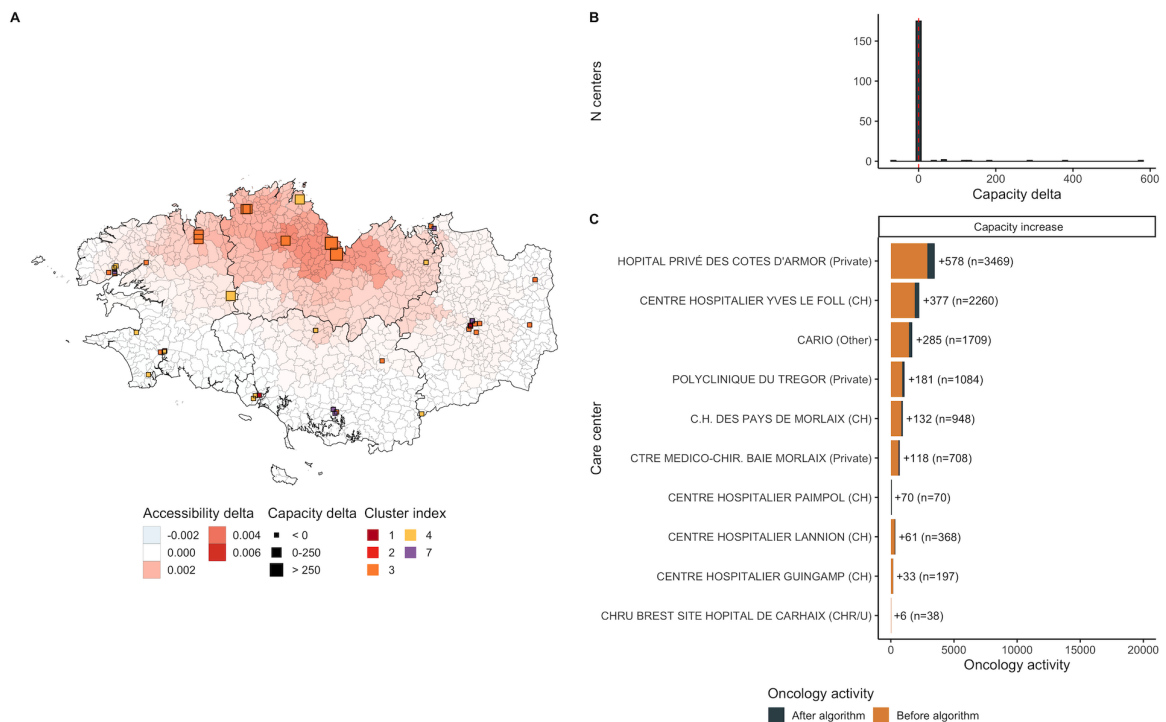 A
Accessibility delta
-0.002
0.000
0.002
0.004
0.006
Capacity delta
< 0
0-250
> 250
Cluster index
1
2
3
4
7
B
N centers
150
100
50
0
0
200
400
600
Capacity delta
C
Capacity increase
Care center
HOPITAL PRIVÉ DES COTES D'ARMOR (Private)
+578 (n=3469)
CENTRE HOSPITALIER YVES LE FOLL (CH)
+377 (n=2260)
CARIO (Other)
+285 (n=1709)
POLYCLINIQUE DU TREGOR (Private)
+181 (n=1084)
C.H. DES PAYS DE MORLAIX (CH)
+132 (n=948)
CTRE MEDICO-CHIR. BAIE MORLAIX (Private)
+118 (n=708)
CENTRE HOSPITALIER PAIMPOL (CH)
+70 (n=70)
CENTRE HOSPITALIER LANNION (CH)
+61 (n=368)
CENTRE HOSPITALIER GUINGAMP (CH)
+33 (n=197)
CHRU BREST SITE HOPITAL DE CARHAIX (CHR/U)
+6 (n=38)
0
5000
10000
15000
20000
Oncology activity
Oncology activity
After algorithm
Before algorithm